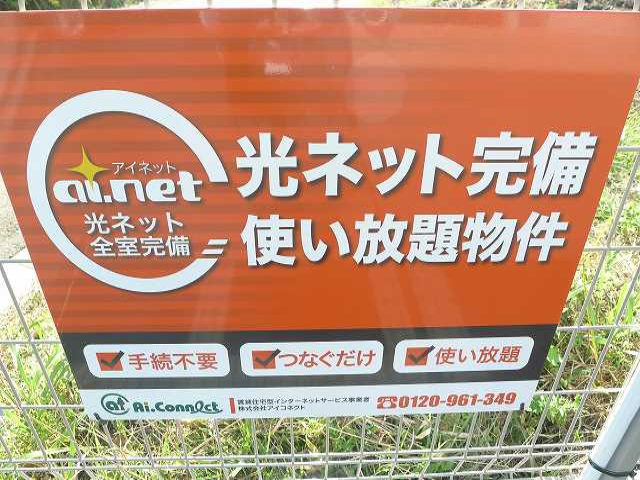 アイネット
ai.net
光ネット
全室完備
光ネット完備
使い放題物件
手続不要
つなぐだけ
使い放題
at Ai.Connect
賃貸住宅型インターネットサービス事業者
株式会社アイコネクト
☎0120-961-349